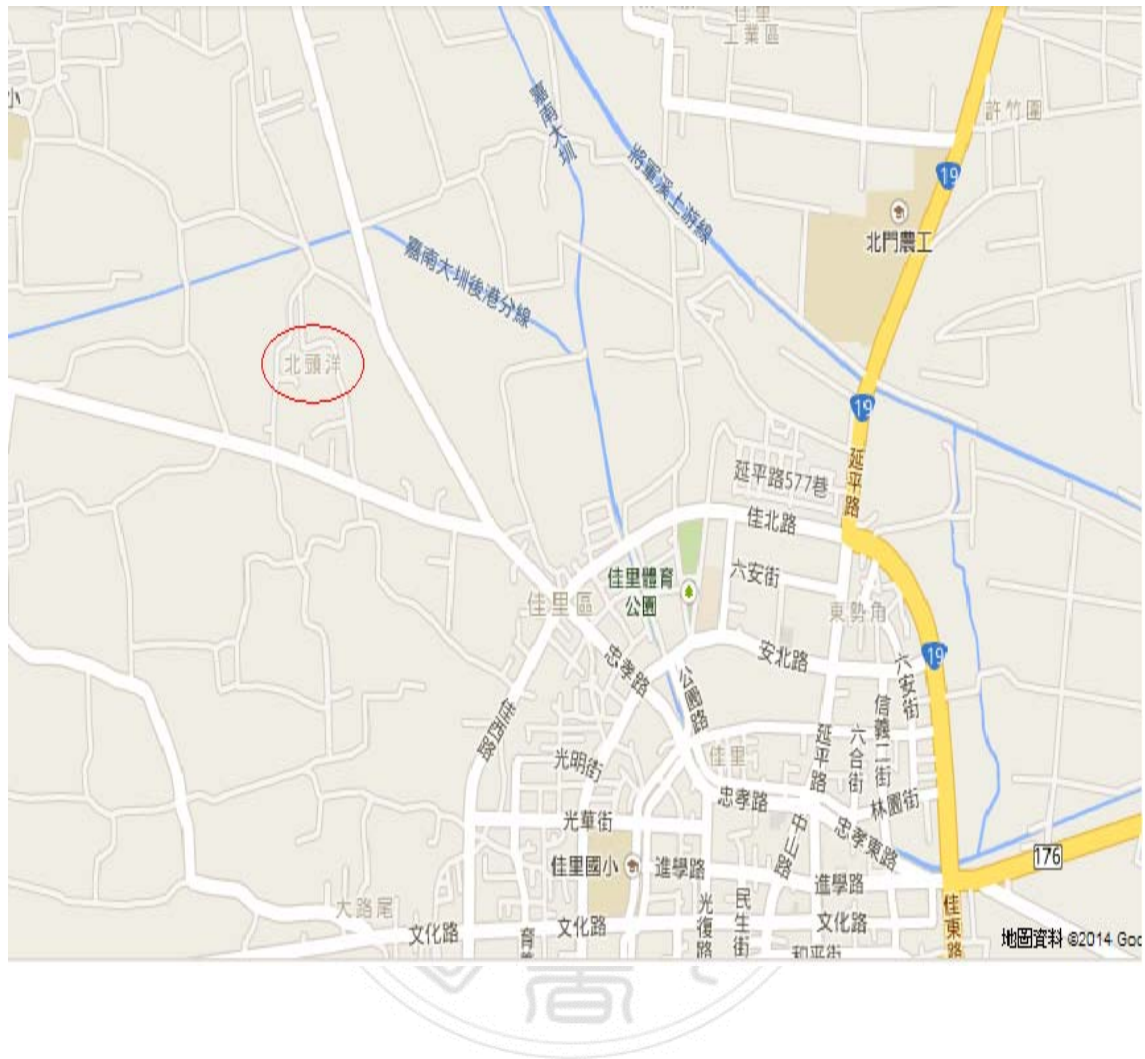 佳里
工業區
小
許竹圍
嘉南大圳
將軍溪上游線
19
北門農工
嘉南大圳後港分線
北頭洋
19
延平路
延平路577巷
佳北路
佳里體育
公園
六安街
佳里區
東勢角
安北路
19
六安街
忠孝路
公園路
佳西路
信義二街
延平路
六合街
佳里
光明街
忠孝路
林園街
光華街
中山路
忠孝東路
佳里國小
進學路
進學路
176
大路尾
文化路
文化路
光復路
民生街
文化路
佳東路
育
和平街
地圖資料 ©2014 Goo